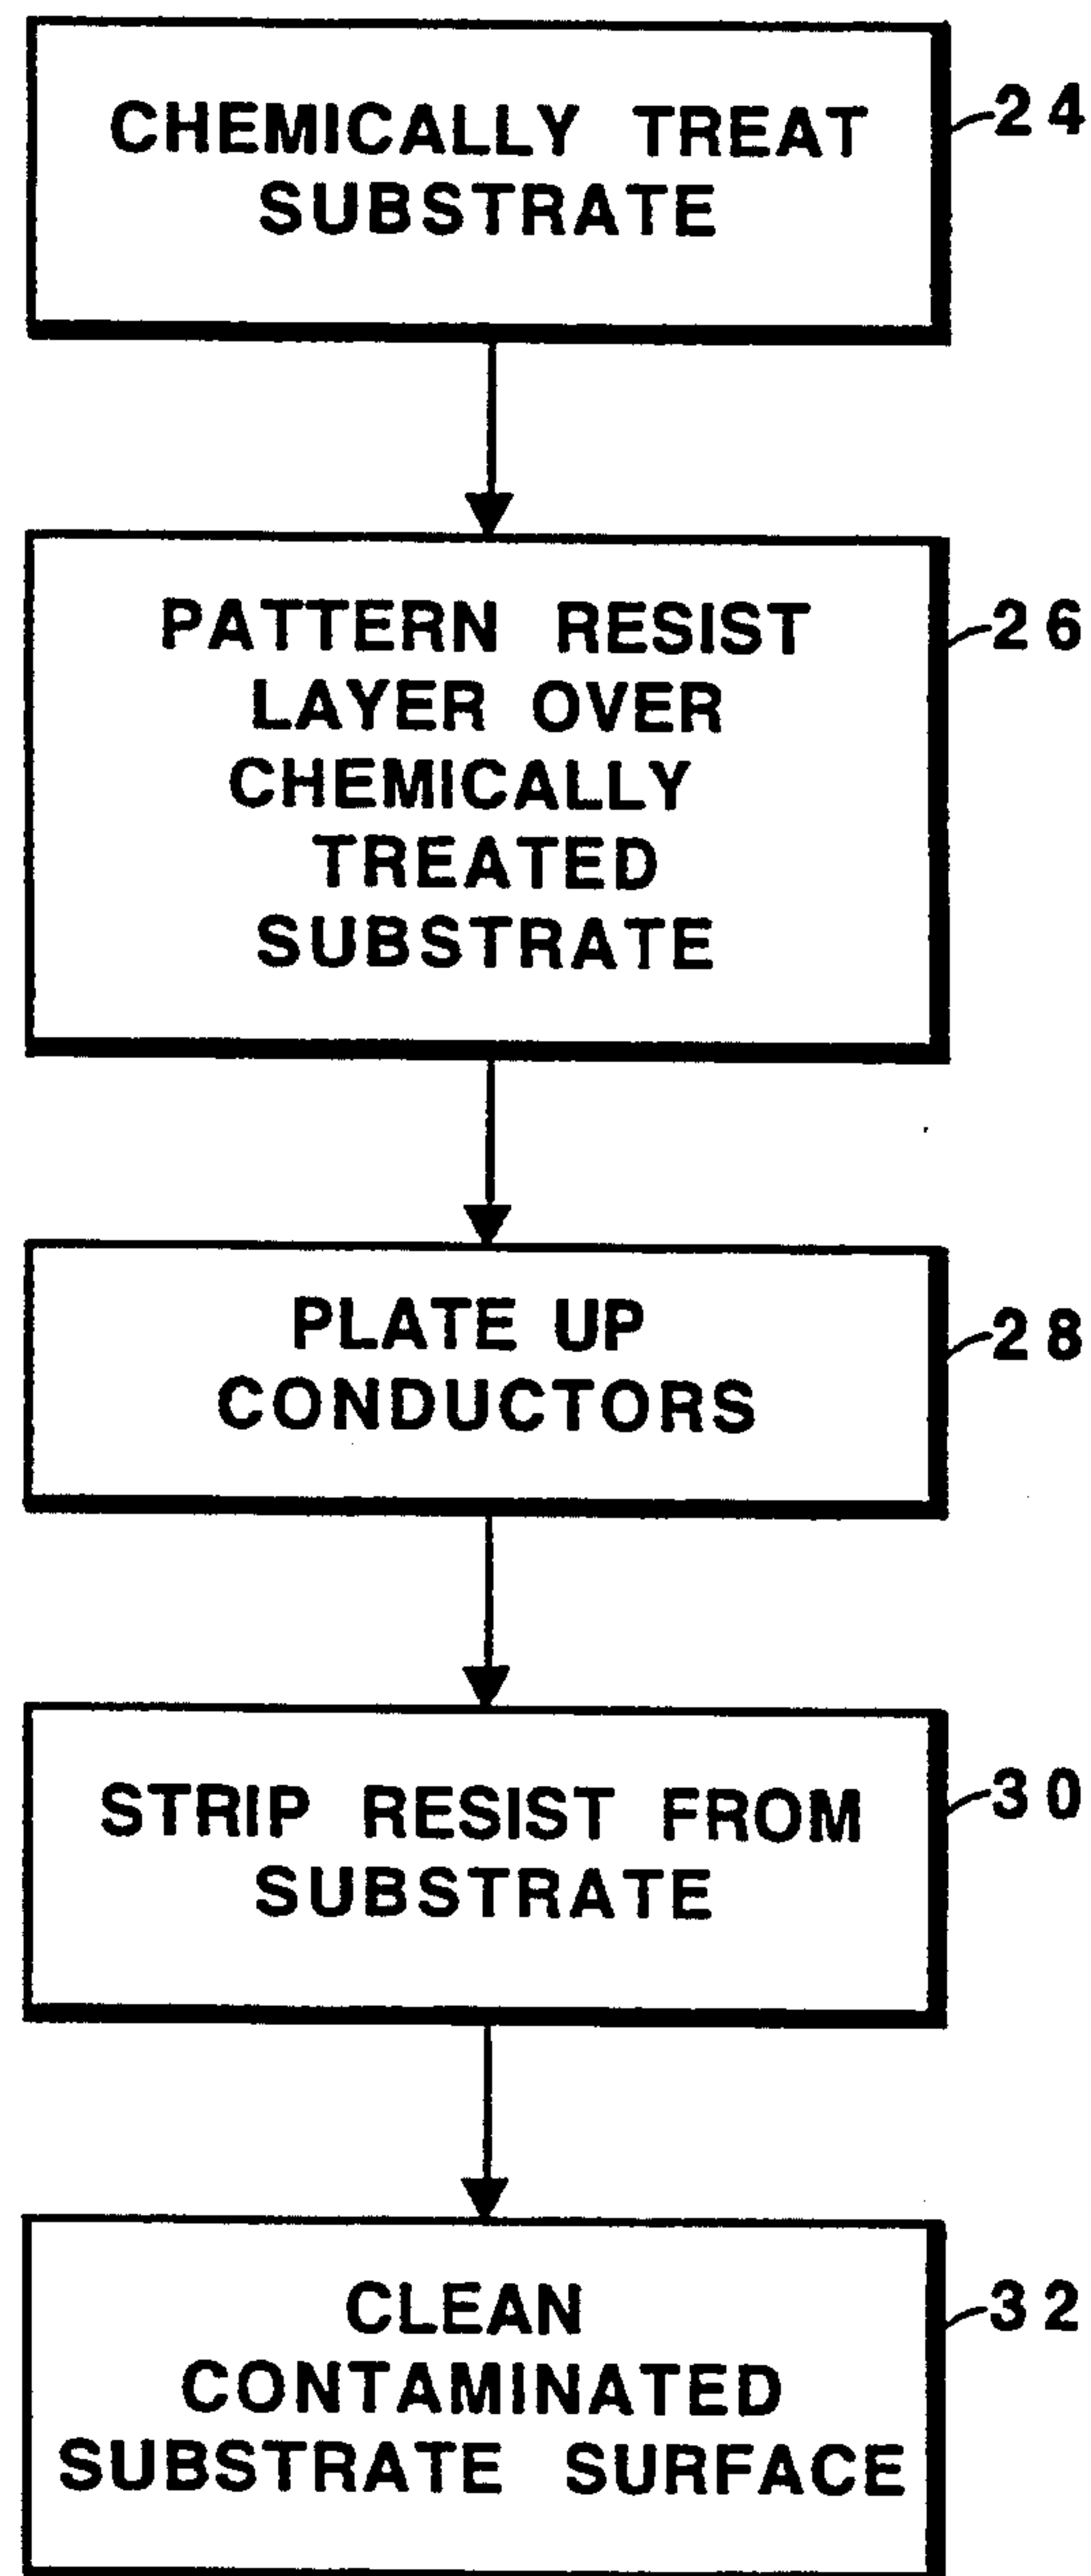 CHEMICALLY TREAT
SUBSTRATE
24
PATTERN RESIST
LAYER OVER
CHEMICALLY
TREATED
SUBSTRATE
26
PLATE UP
CONDUCTORS
28
STRIP RESIST FROM
SUBSTRATE
30
CLEAN
CONTAMINATED
SUBSTRATE SURFACE
32